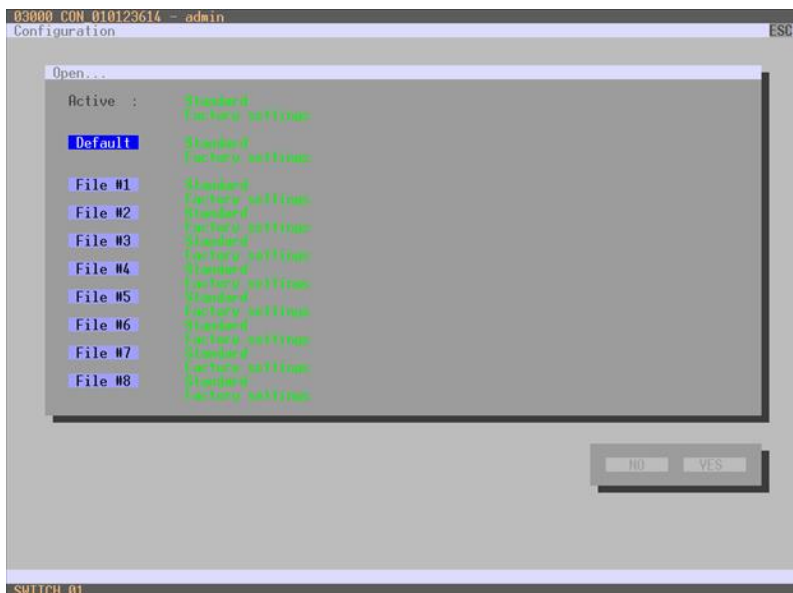 03000 CON 010123614 - admin
Configuration ESC
Open...
Active : Standard
Factory settings
Default Standard
Factory settings
File #1 Standard
Factory settings
File #2 Standard
Factory settings
File #3 Standard
Factory settings
File #4 Standard
Factory settings
File #5 Standard
Factory settings
File #6 Standard
Factory settings
File #7 Standard
Factory settings
File #8 Standard
Factory settings
NO YES
SWITCH 01